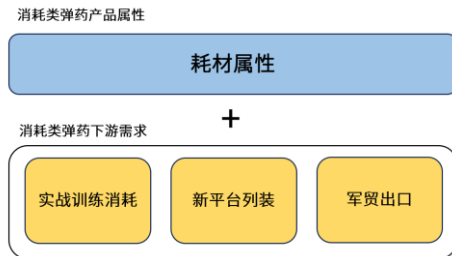 消耗类弹药产品属性
耗材属性
+
消耗类弹药下游需求
实战训练消耗
新平台列装
军贸出口